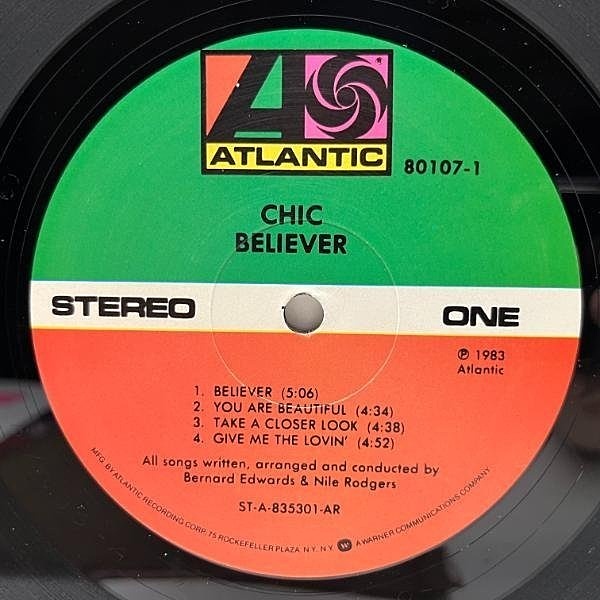 ATLANTIC
80107-1
CHIC
BELIEVER
STEREO
ONE
℗ 1983
Atlantic
1. BELIEVER (5:06)
2. YOU ARE BEAUTIFUL (4:34)
3. TAKE A CLOSER LOOK (4:38)
4. GIVE ME THE LOVIN' (4:52)
All songs written, arranged and conducted by
Bernard Edwards & Nile Rodgers
ST-A-835301-AR
MFG BY ATLANTIC RECORDING CORP. 75 ROCKEFELLER PLAZA N.Y. N.Y. A WARNER COMMUNICATIONS COMPANY